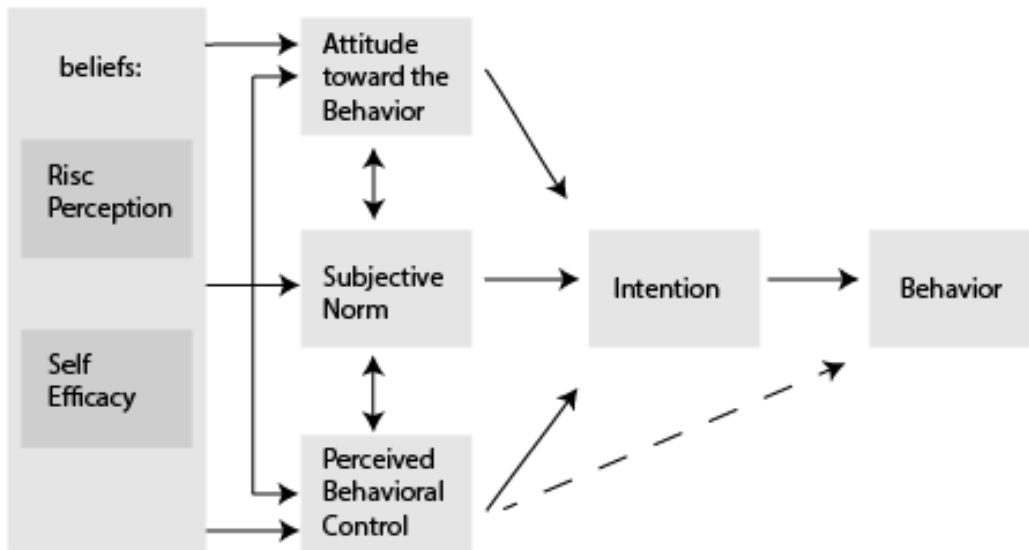 beliefs:
Risc
Perception
Self
Efficacy
Attitude
toward the
Behavior
Subjective
Norm
Perceived
Behavioral
Control
Intention
Behavior